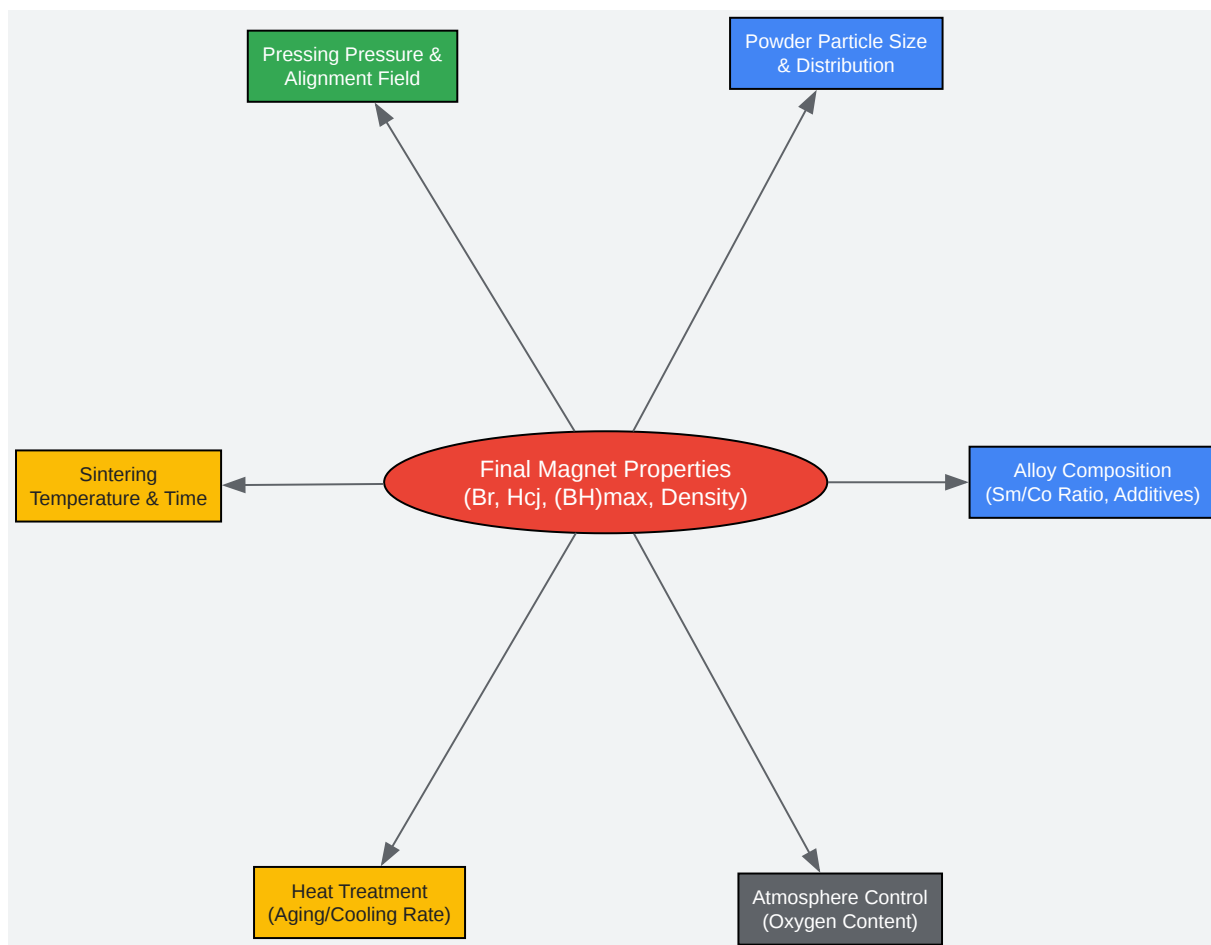 Pressing Pressure &
Alignment Field
Powder Particle Size
& Distribution
Sintering
Temperature & Time
Final Magnet Properties
(Br, Hcj, (BH)max, Density)
Alloy Composition
(Sm/Co Ratio, Additives)
Heat Treatment
(Aging/Cooling Rate)
Atmosphere Control
(Oxygen Content)